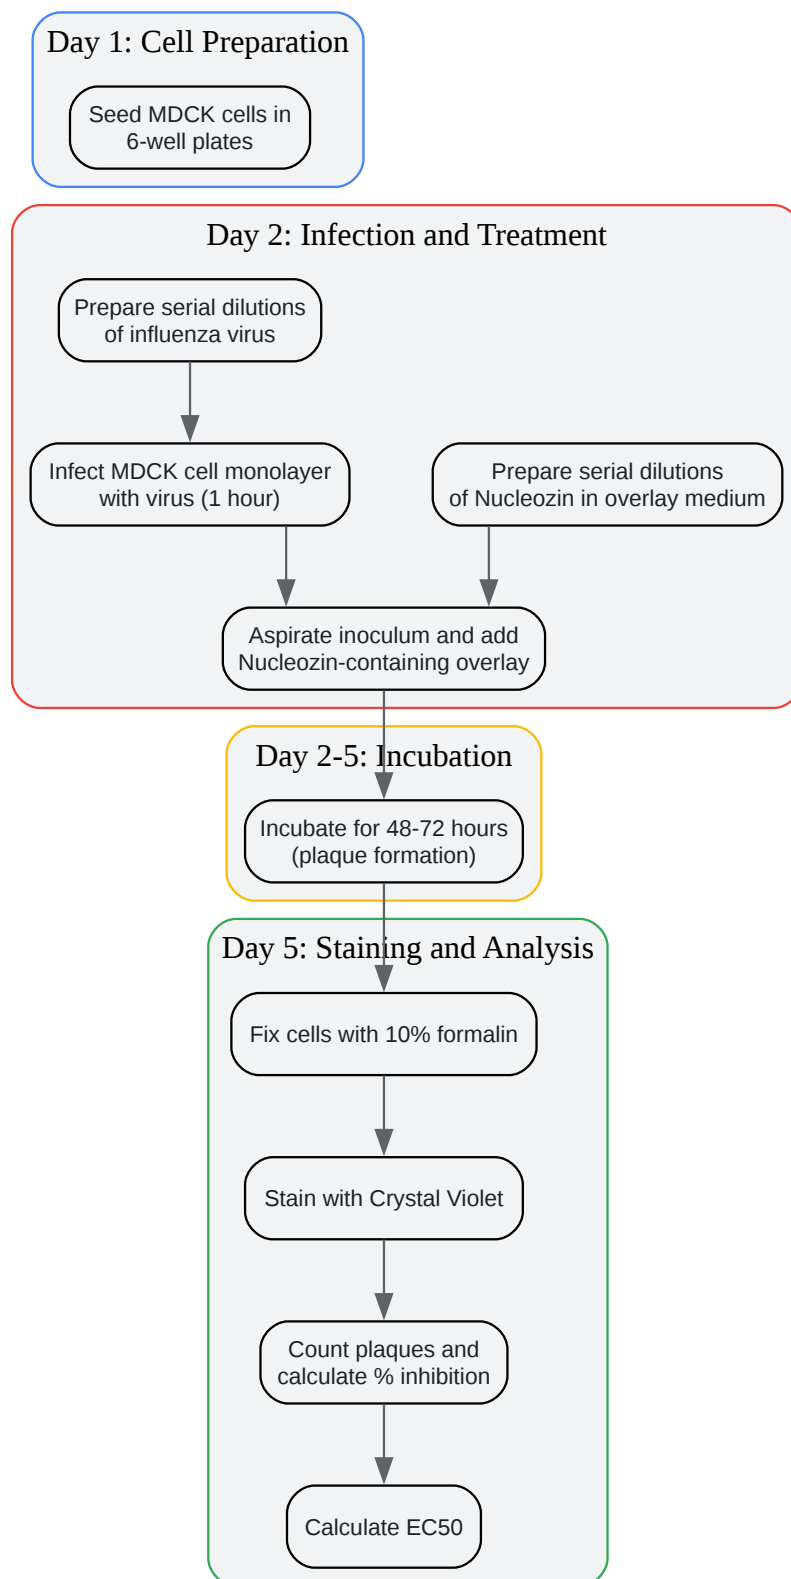 Day 1: Cell Preparation
Seed MDCK cells in
6-well plates
Day 2: Infection and Treatment
Prepare serial dilutions
of influenza virus
Infect MDCK cell monolayer
with virus (1 hour)
Prepare serial dilutions
of Nucleozin in overlay medium
Aspirate inoculum and add
Nucleozin-containing overlay
Day 2-5: Incubation
Incubate for 48-72 hours
(plaque formation)
Day 5: Staining and Analysis
Fix cells with 10% formalin
Stain with Crystal Violet
Count plaques and
calculate % inhibition
Calculate EC50